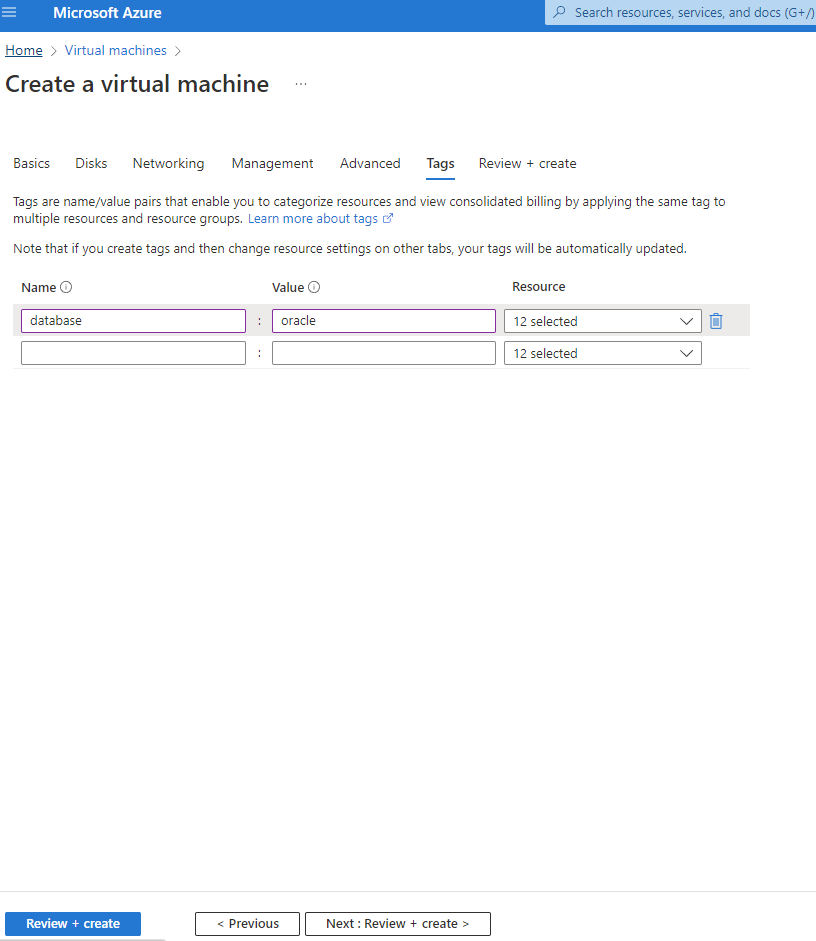 Microsoft Azure
Search resources, services, and docs (G+/)
Home > Virtual machines >
Create a virtual machine ...
Basics Disks Networking Management Advanced Tags Review + create
Tags are name/value pairs that enable you to categorize resources and view consolidated billing by applying the same tag to
multiple resources and resource groups. Learn more about tags
Note that if you create tags and then change resource settings on other tabs, your tags will be automatically updated.
Name Value Resource
database : oracle 12 selected
: 12 selected
Review + create < Previous Next : Review + create >